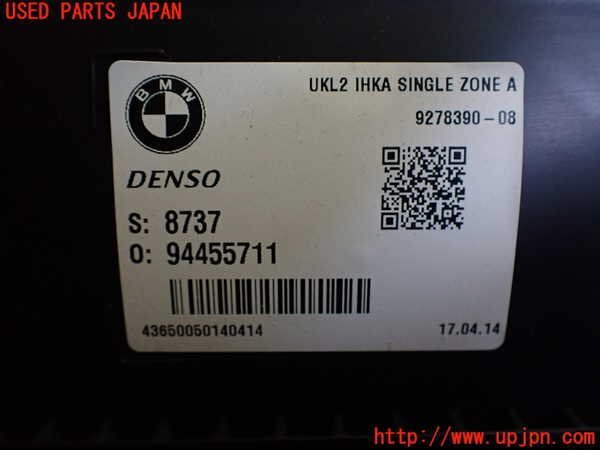 USED PARTS JAPAN
BMW
UKL2 IHKA SINGLE ZONE A
9278390-08
DENSO
S: 8737
O: 94455711
43650050140414
17.04.14
http://www.upjpn.com/